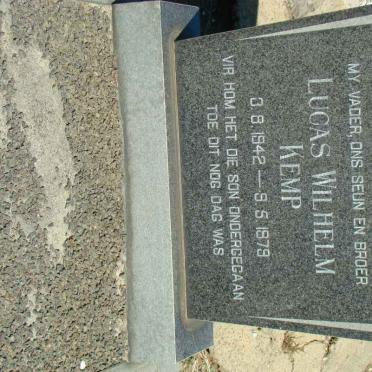 MY VADER, ONS SEUN EN BROER
LUCAS WILHELM
KEMP
3. 8. 1942 — 9. 5. 1979
VIR HOM HET DIE SON ONDERGEGAAN
TOE DIT NOG DAG WAS